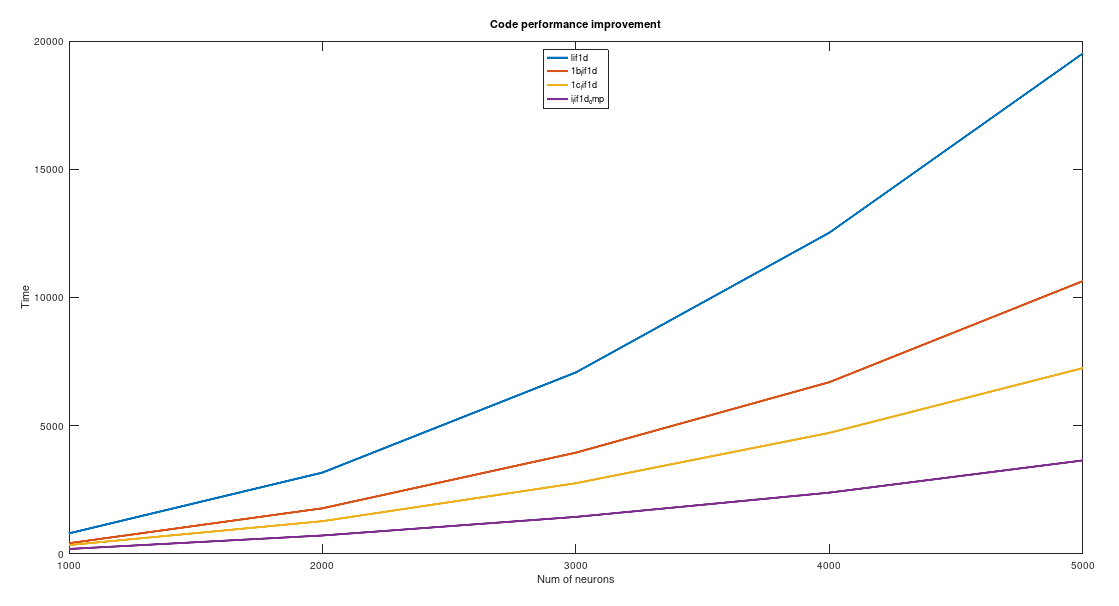 Code performance improvement
20000
15000
10000
5000
0
Time
lif1d
1b_lif1d
1c_lif1d
i_lif1d_omp
1000 2000 3000 4000 5000
Num of neurons